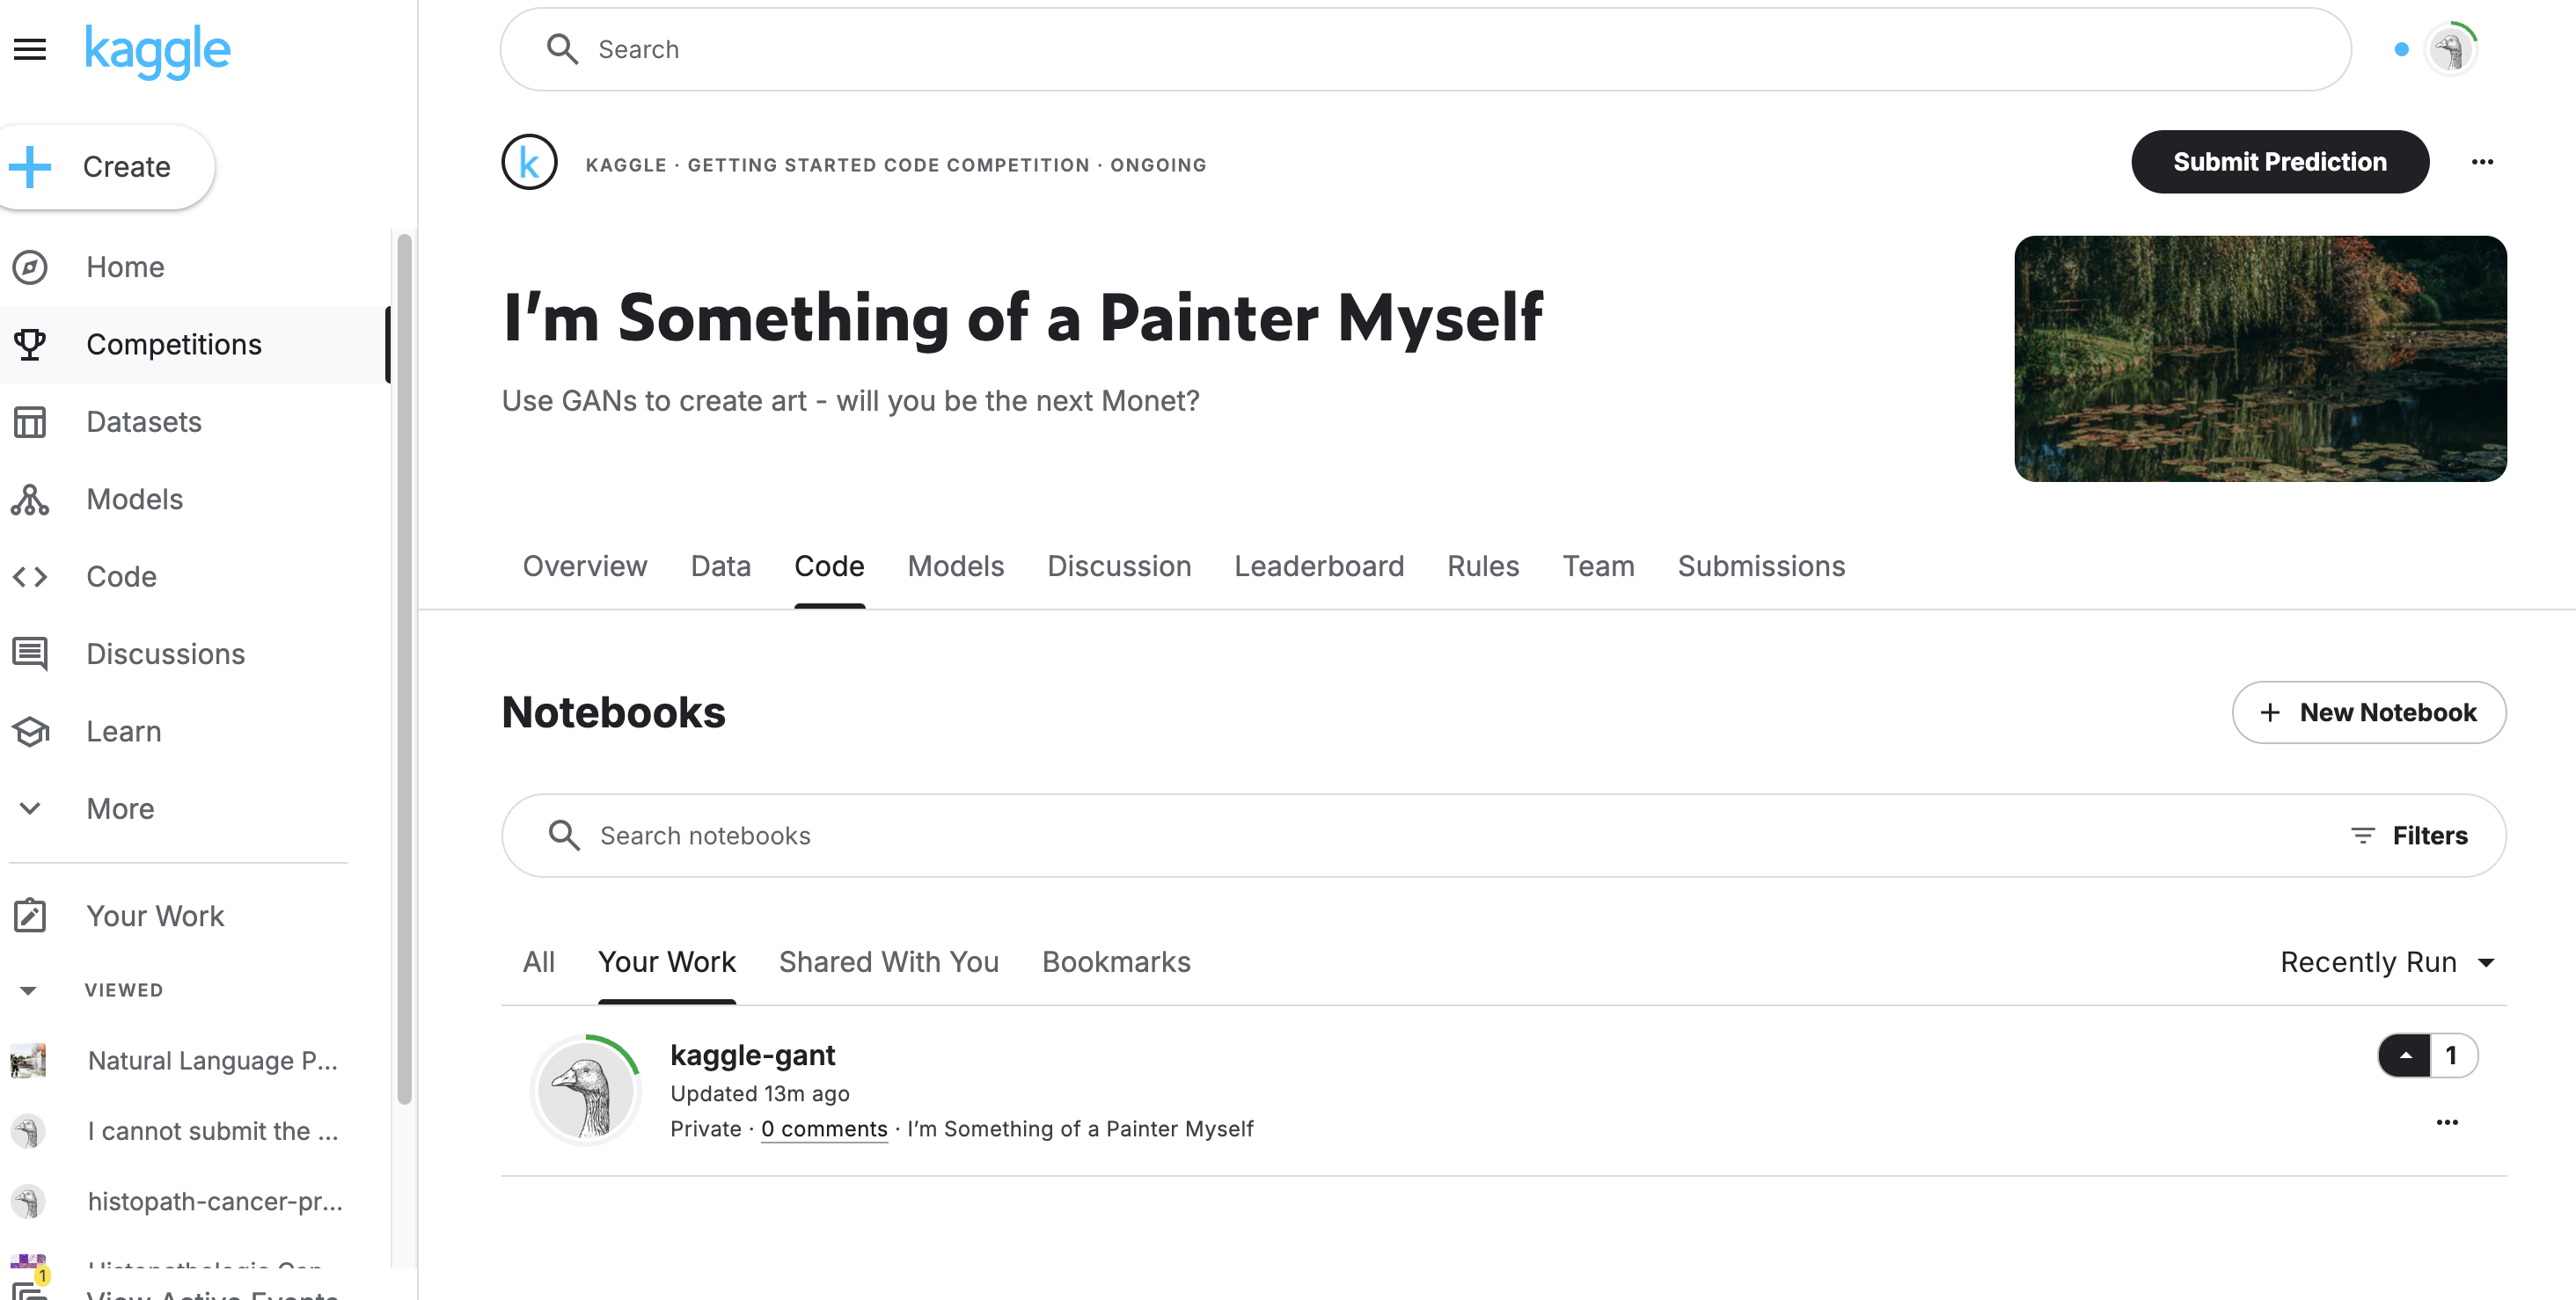 kaggle
Search
Create
KAGGLE · GETTING STARTED CODE COMPETITION · ONGOING
Submit Prediction
Home
Competitions
Datasets
Models
Code
Discussions
Learn
More
Your Work
VIEWED
Natural Language P...
I cannot submit the ...
histopath-cancer-pr...
1
View Active Events
I’m Something of a Painter Myself
Use GANs to create art - will you be the next Monet?
Overview Data Code Models Discussion Leaderboard Rules Team Submissions
Notebooks
New Notebook
Search notebooks
Filters
All Your Work Shared With You Bookmarks
Recently Run
kaggle-gant
1
Updated 13m ago
Private · 0 comments · I’m Something of a Painter Myself